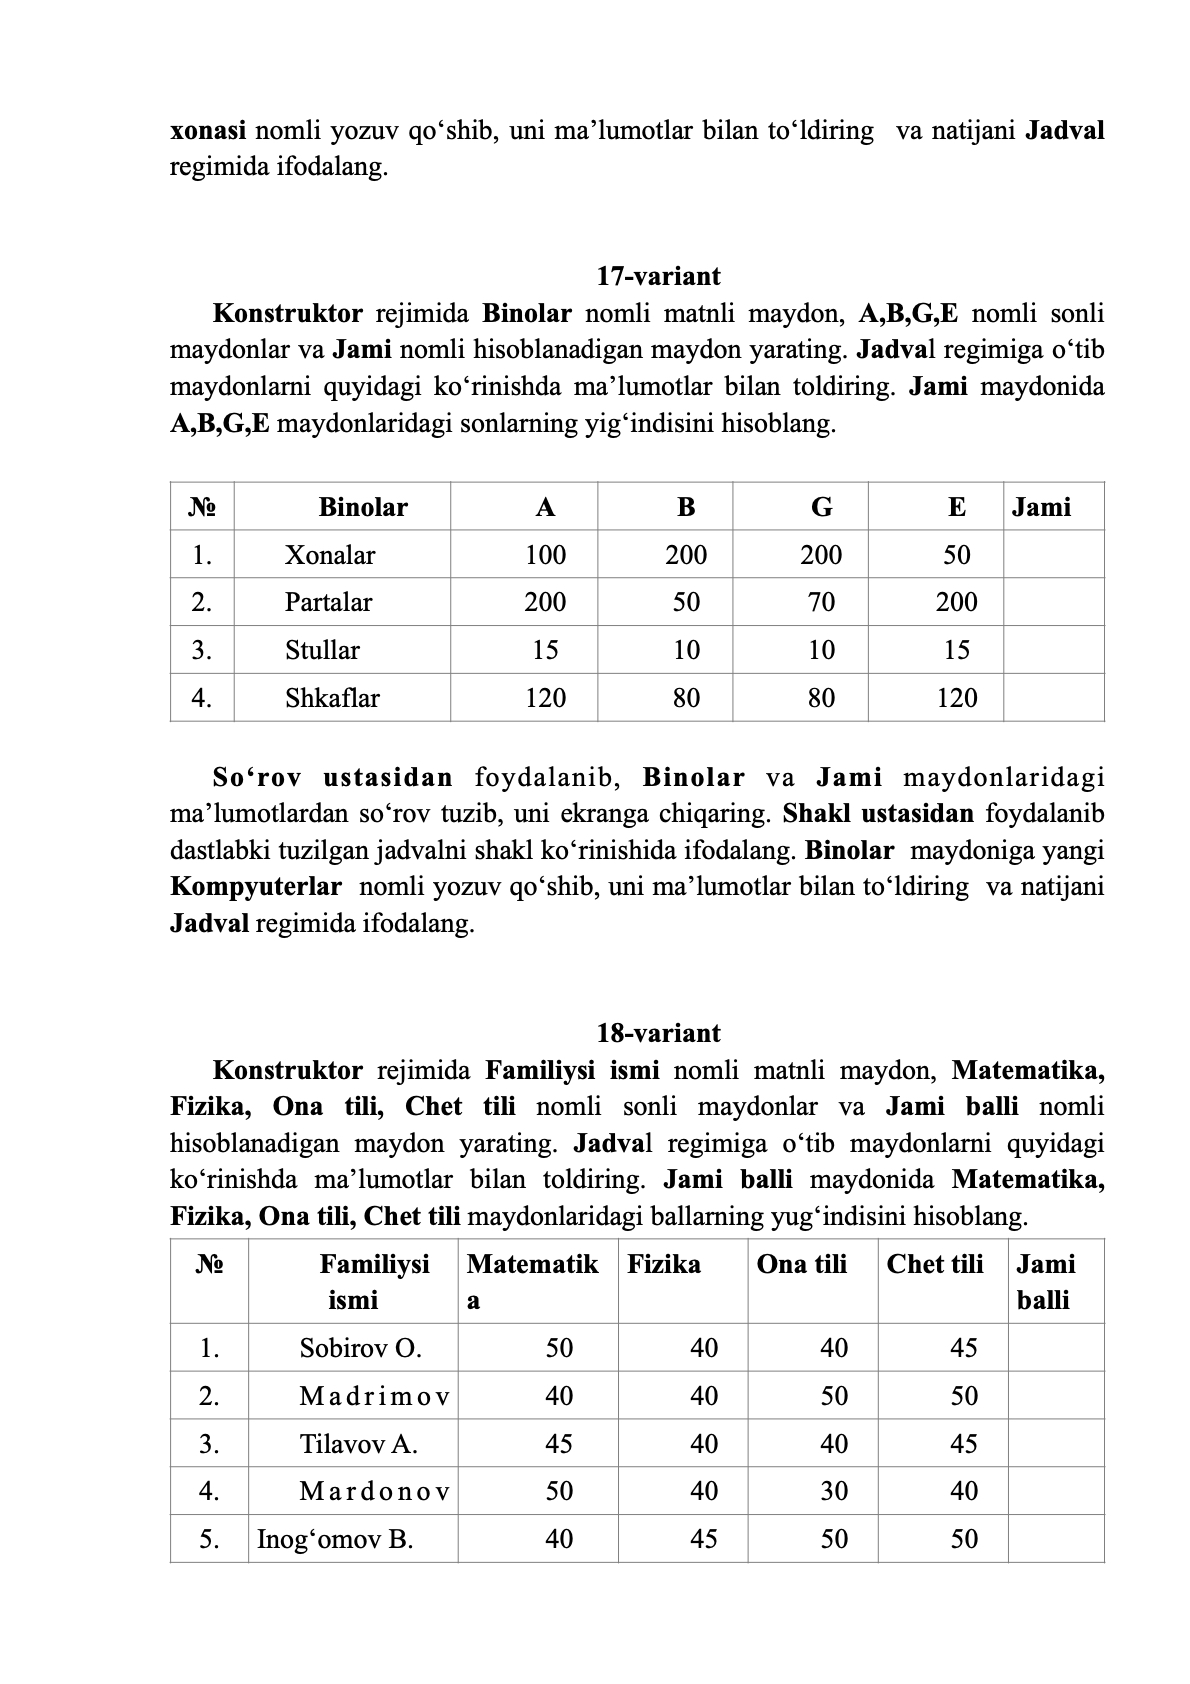 xonasi nomli yozuv qo‘shib, uni ma’lumotlar bilan to‘ldiring va natijani Jadval
regimida ifodalang.
17-variant
Konstruktor rejimida Binolar nomli matnli maydon, A,B,G,E nomli sonli
maydonlar va Jami nomli hisoblanadigan maydon yarating. Jadval regimiga o‘tib
maydonlarni quyidagi ko‘rinishda ma’lumotlar bilan toldiring. Jami maydonida
A,B,G,E maydonlaridagi sonlarning yig‘indisini hisoblang.
№ Binolar A B G E Jami
1. Xonalar 100 200 200 50
2. Partalar 200 50 70 200
3. Stullar 15 10 10 15
4. Shkaflar 120 80 80 120
So‘rov ustasidan foydalanib, Binolar va Jami maydonlaridagi
ma’lumotlardan so‘rov tuzib, uni ekranga chiqaring. Shakl ustasidan foydalanib
dastlabki tuzilgan jadvalni shakl ko‘rinishida ifodalang. Binolar maydoniga yangi
Kompyuterlar nomli yozuv qo‘shib, uni ma’lumotlar bilan to‘ldiring va natijani
Jadval regimida ifodalang.
18-variant
Konstruktor rejimida Familiysi ismi nomli matnli maydon, Matematika,
Fizika, Ona tili, Chet tili nomli sonli maydonlar va Jami balli nomli
hisoblanadigan maydon yarating. Jadval regimiga o‘tib maydonlarni quyidagi
ko‘rinishda ma’lumotlar bilan toldiring. Jami balli maydonida Matematika,
Fizika, Ona tili, Chet tili maydonlaridagi ballarning yug‘indisini hisoblang.
№ Familiysi Matematik Fizika Ona tili Chet tili Jami
ismi a balli
1. Sobirov O. 50 40 40 45
2. Madrimov 40 40 50 50
3. Tilavov A. 45 40 40 45
4. Mardonov 50 40 30 40
5. Inog‘omov B. 40 45 50 50